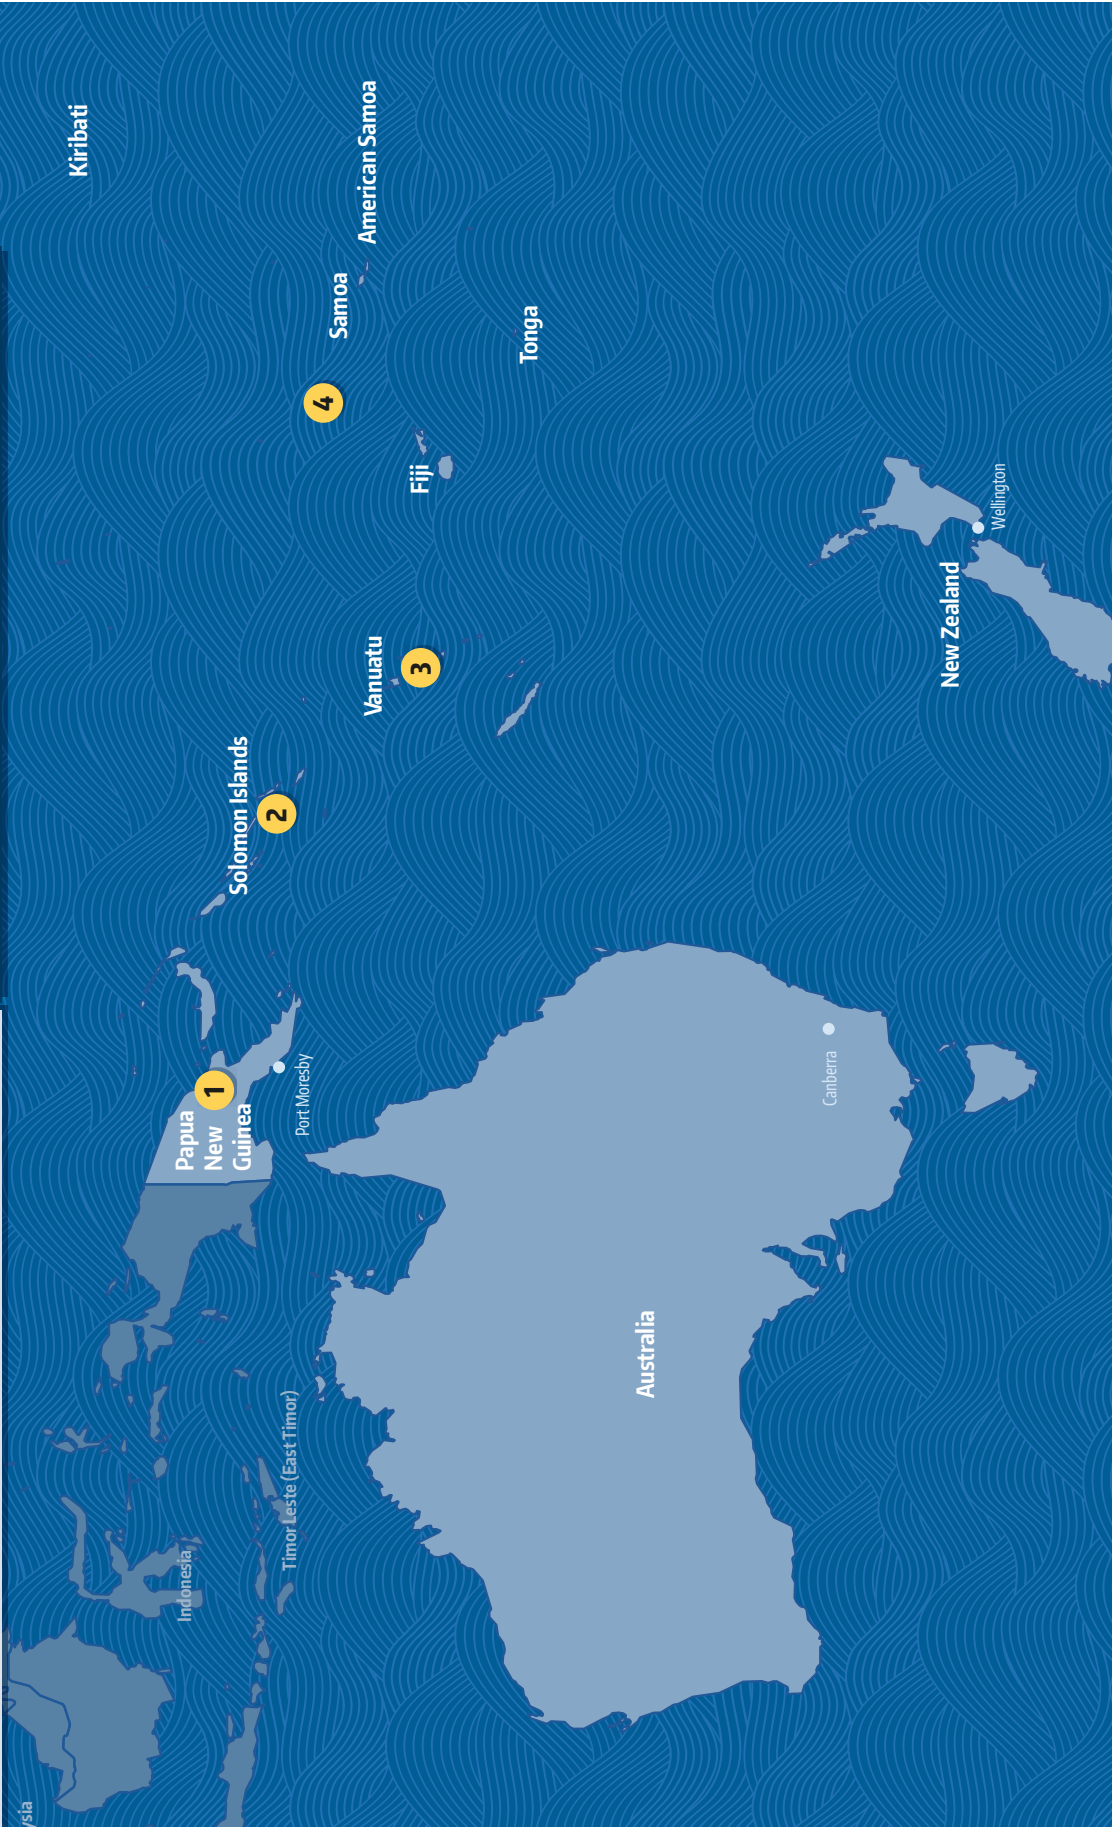 ysia
Kiribati
Indonesia
Papua
New
Guinea
1
Solomon Islands
2
Timor Leste (East Timor)
Port Moresby
4
Samoa
American Samoa
Vanuatu
3
Fiji
Tonga
Australia
Canberra
New Zealand
Wellington